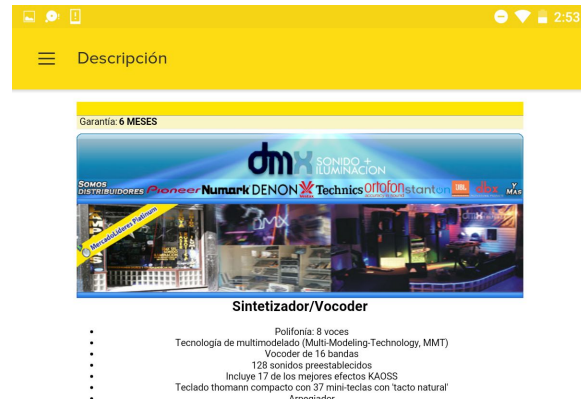 2:53
Descripción
Garantía: 6 MESES
dmx SONIDO + ILUMINACIÓN
SOMOS DISTRIBUIDORES Pioneer Numark DENON Technics ortofon stanton JBL dbx Y MAS
MercadoLíderes Platinum
DMX
Sintetizador/Vocoder
Polifonía: 8 voces
Tecnología de multimodelado (Multi-Modeling-Technology, MMT)
Vocoder de 16 bandas
128 sonidos preestablecidos
Incluye 17 de los mejores efectos KAOSS
Teclado thomann compacto con 37 mini-teclas con 'tacto natural'
Arpegiador